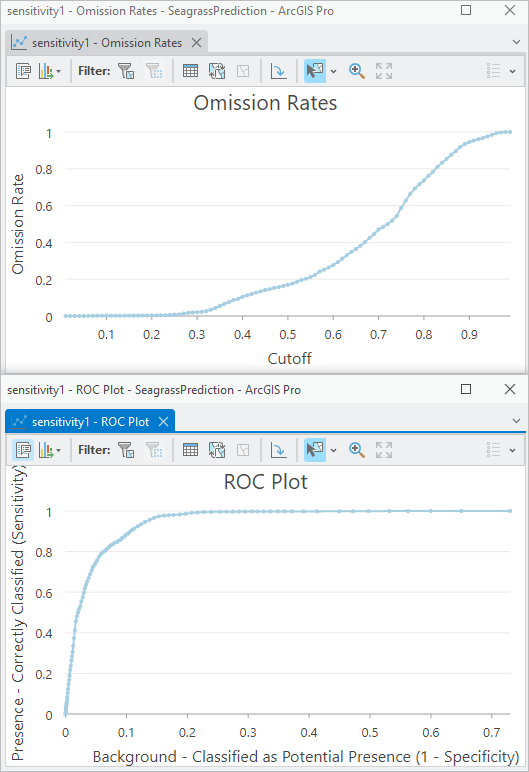 sensitivity1 - Omission Rates - SeagrassPrediction - ArcGIS Pro
sensitivity1 - Omission Rates
Filter:
Omission Rates
Omission Rate
1
0.8
0.6
0.4
0.2
0
0.1 0.2 0.3 0.4 0.5 0.6 0.7 0.8 0.9
Cutoff
sensitivity1 - ROC Plot - SeagrassPrediction - ArcGIS Pro
sensitivity1 - ROC Plot
Filter:
ROC Plot
Presence - Correctly Classified (Sensitivity)
1
0.8
0.6
0.4
0.2
0
0 0.1 0.2 0.3 0.4 0.5 0.6 0.7
Background - Classified as Potential Presence (1 - Specificity)